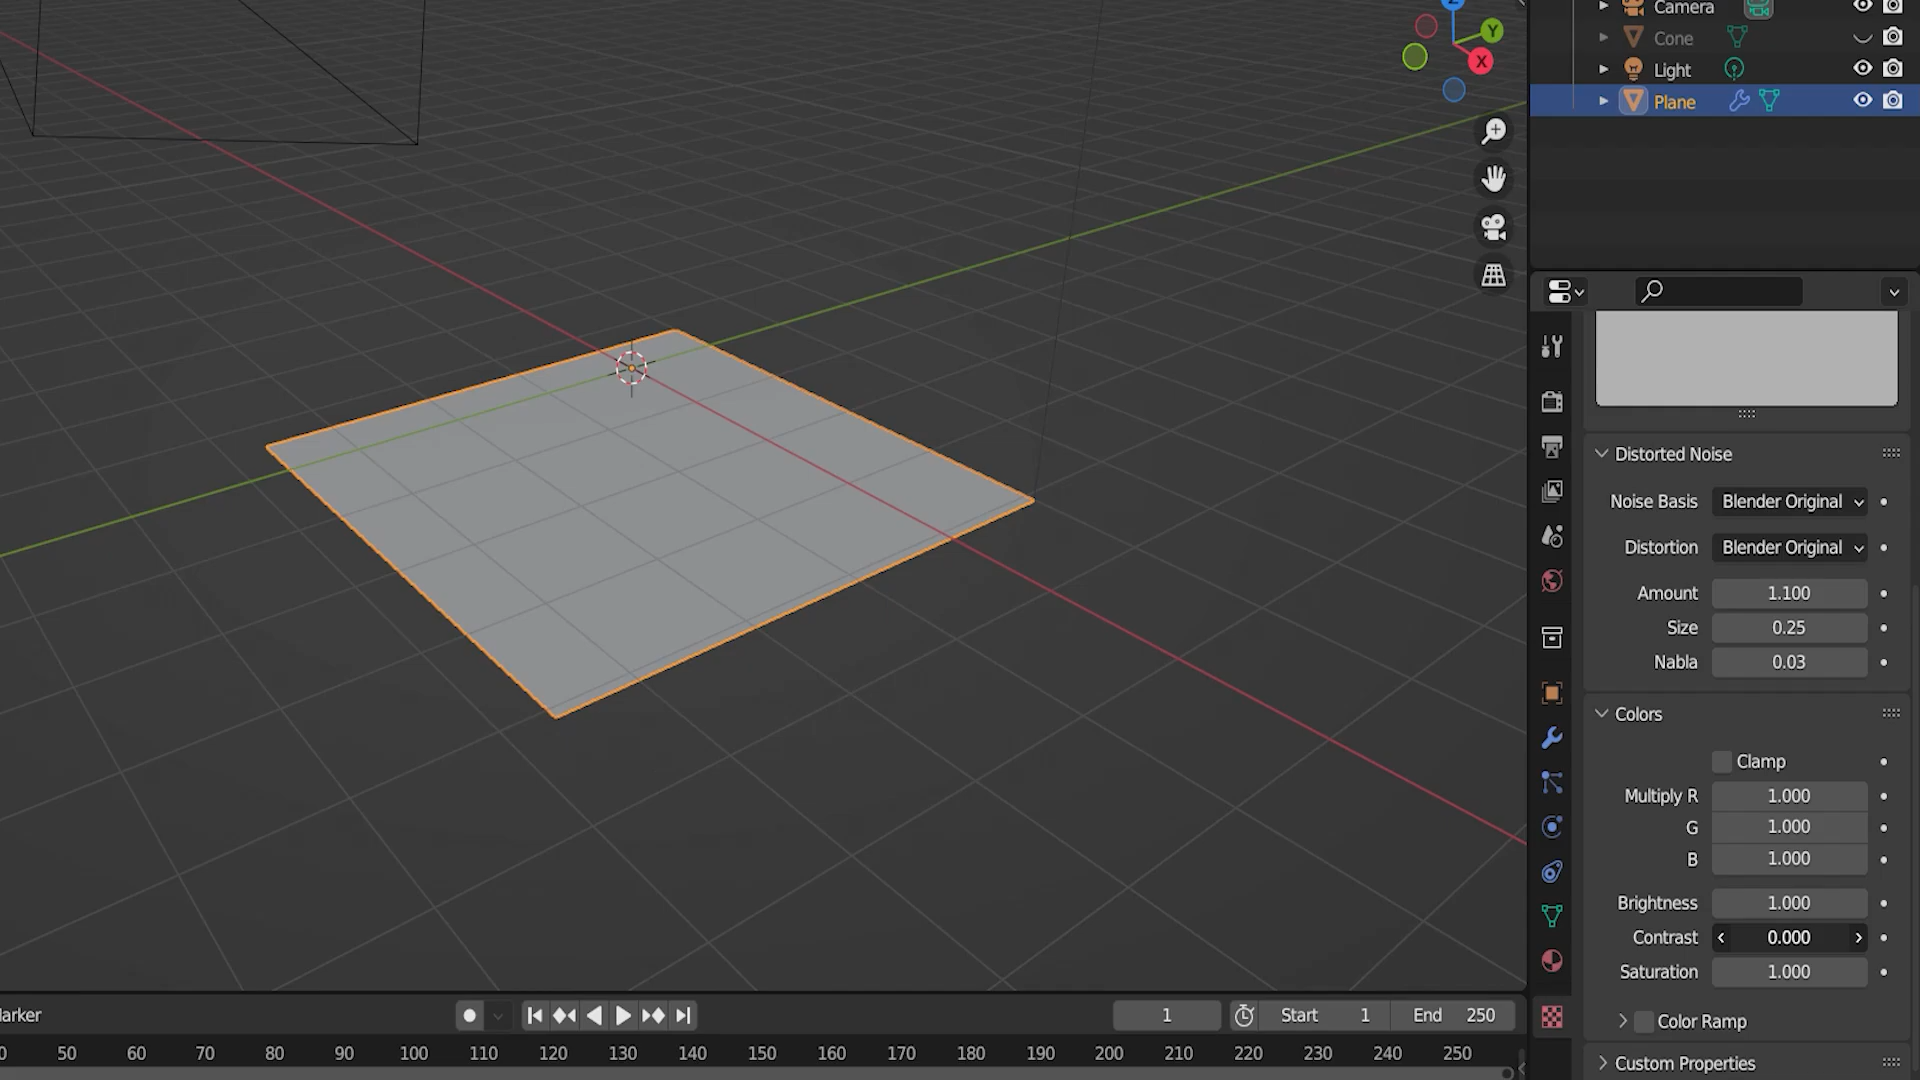 Camera
Cone
Light
Plane
Z
Y
X
Distorted Noise
Noise Basis Blender Original
Distortion Blender Original
Amount 1.100
Size 0.25
Nabla 0.03
Colors
Clamp
Multiply R 1.000
G 1.000
B 1.000
Brightness 1.000
Contrast 0.000
Saturation 1.000
Color Ramp
Custom Properties
larker
1 Start 1 End 250
0 50 60 70 80 90 100 110 120 130 140 150 160 170 180 190 200 210 220 230 240 250